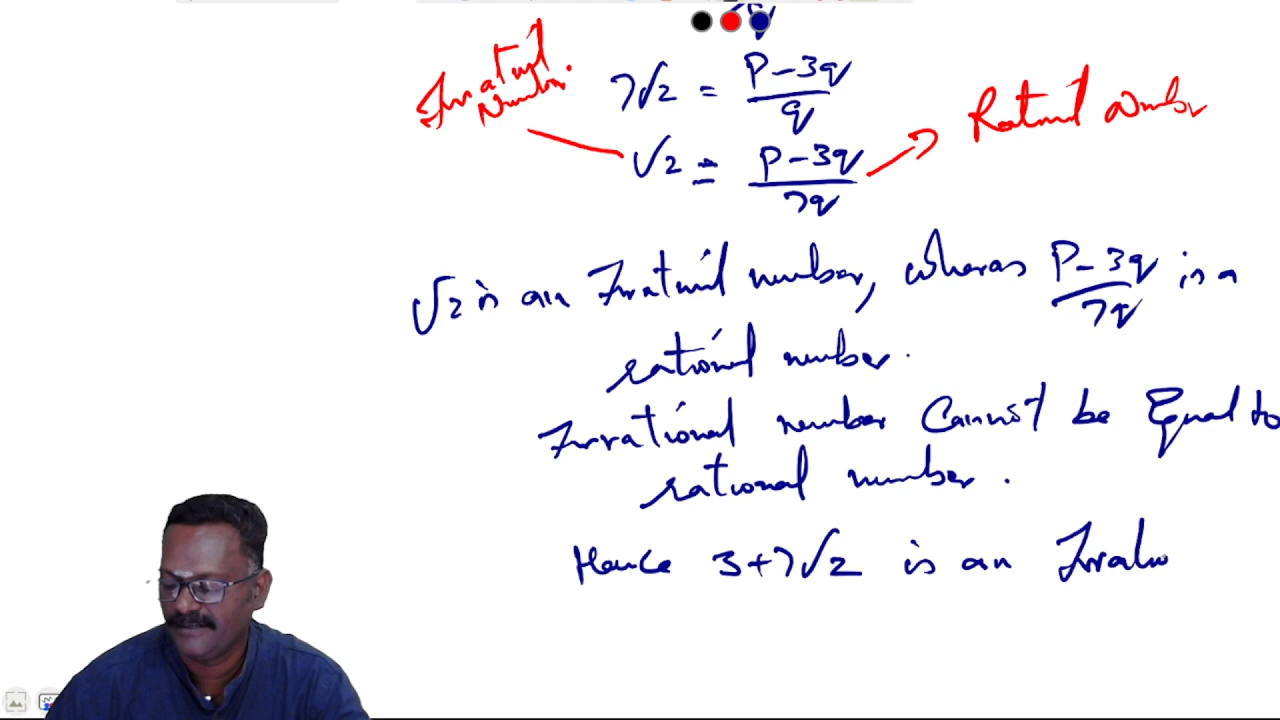 Irrational Number.
7√2 = P-3q/q
√2 = P-3q/7q
Rational Number
√2 is an Irrational number, whereas P-3q/7q is a
rational number.
Irrational number Cannot be Equal to
rational number.
Hence 3+7√2 is an Irratio